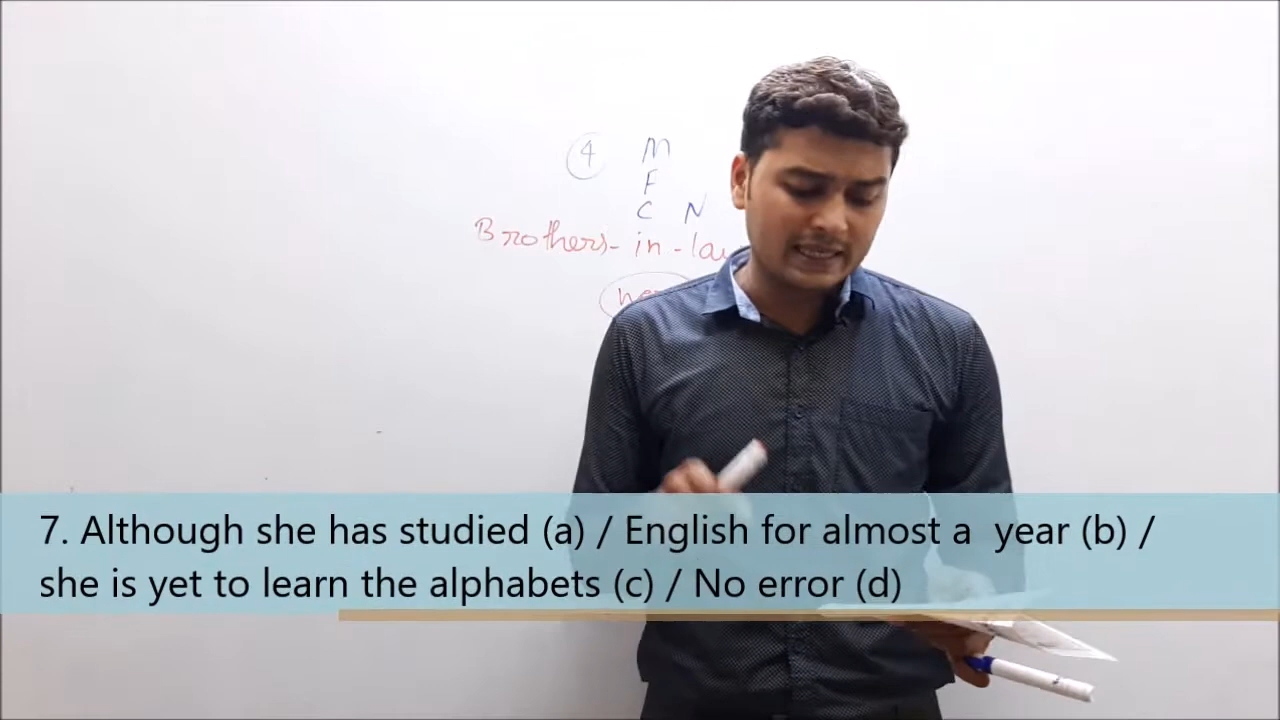 4 M
F
C N
Brothers-in-
7. Although she has studied (a) / English for almost a year (b) /
she is yet to learn the alphabets (c) / No error (d)